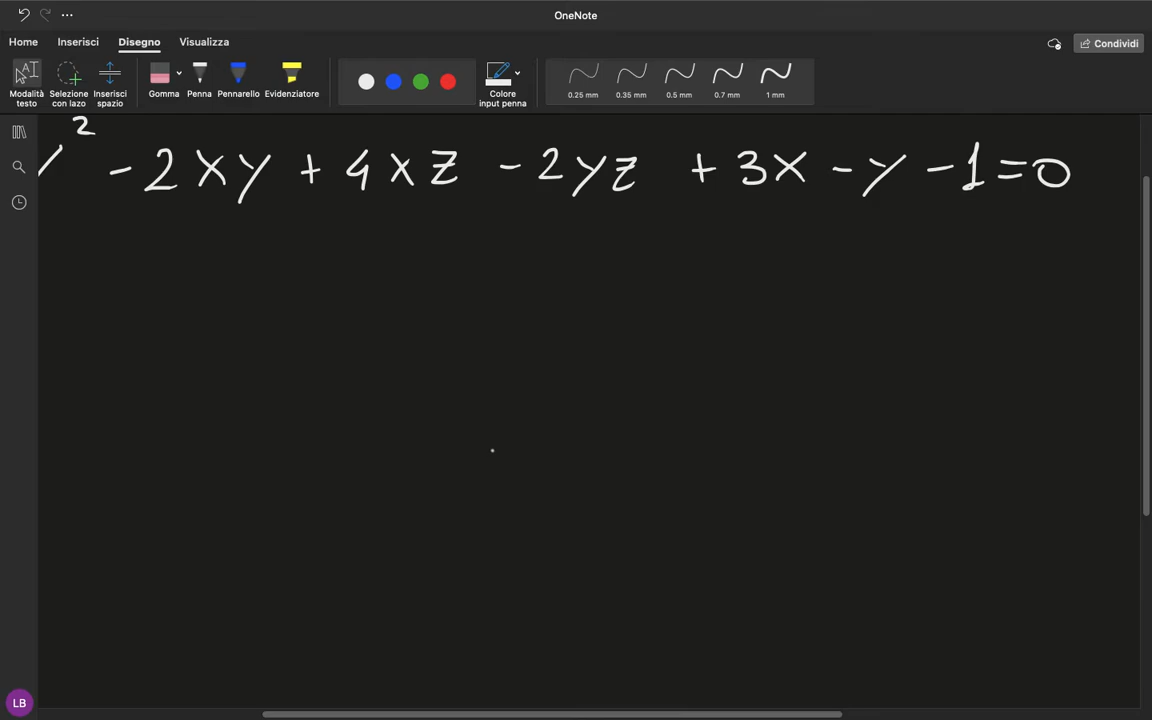 OneNote
Home Inserisci Disegno Visualizza
Condividi
Modalità testo
Selezione con lazo
Inserisci spazio
Gomma
Penna
Pennarello
Evidenziatore
Colore input penna
0.25 mm 0.35 mm 0.5 mm 0.7 mm 1 mm
y² - 2xy + 4xz - 2yz + 3x - y - 1 = 0
LB